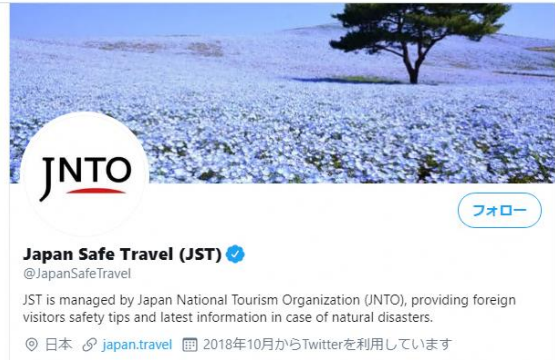 JNTO
フォロー
Japan Safe Travel (JST)
@JapanSafeTravel
JST is managed by Japan National Tourism Organization (JNTO), providing foreign
visitors safety tips and latest information in case of natural disasters.
日本 japan.travel 2018年10月からTwitterを利用しています